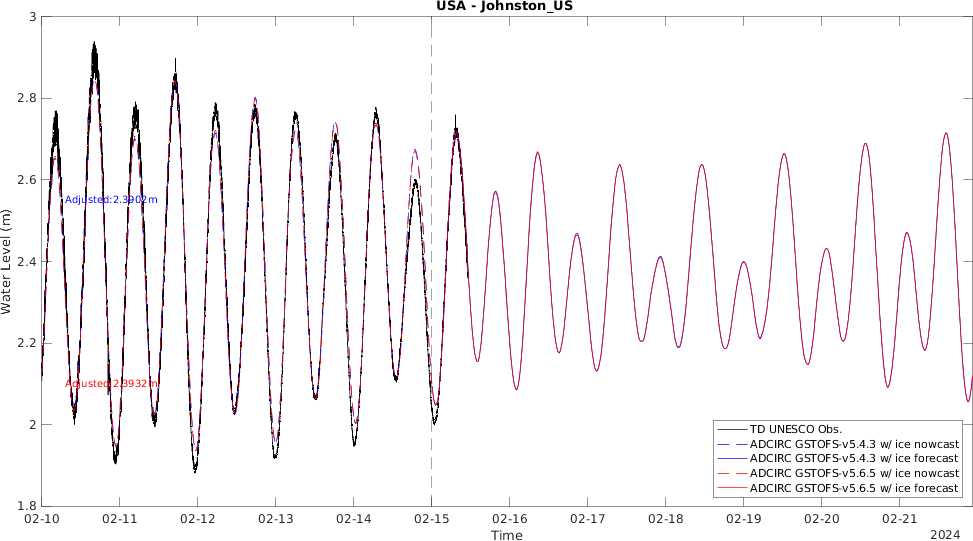 USA - Johnston_US
3
2.8
2.6
2.4
2.2
2
1.8
Water Level (m)
Adjusted:2.3902m
Adjusted:2.3932m
TD UNESCO Obs.
ADCIRC GSTOFS-v5.4.3 w/ ice nowcast
ADCIRC GSTOFS-v5.4.3 w/ ice forecast
ADCIRC GSTOFS-v5.6.5 w/ ice nowcast
ADCIRC GSTOFS-v5.6.5 w/ ice forecast
02-10 02-11 02-12 02-13 02-14 02-15 02-16 02-17 02-18 02-19 02-20 02-21
Time
2024